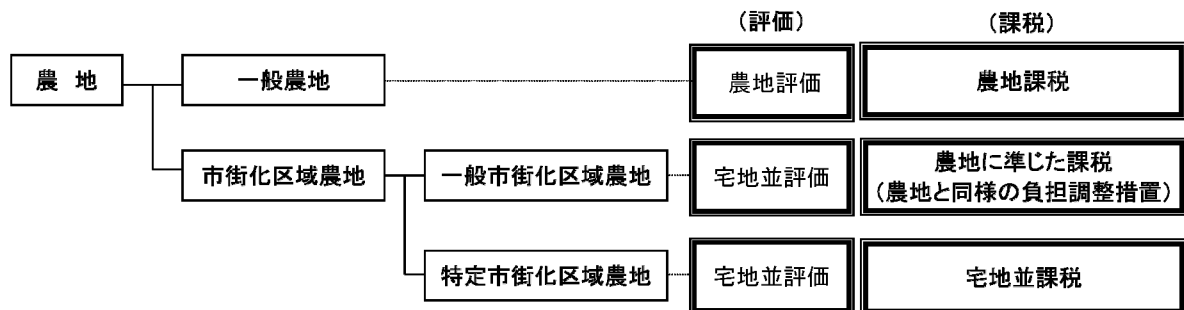 (評価)
(課税)
農 地
一般農地
農地評価
農地課税
市街化区域農地
一般市街化区域農地
宅地並評価
農地に準じた課税
(農地と同様の負担調整措置)
特定市街化区域農地
宅地並評価
宅地並課税